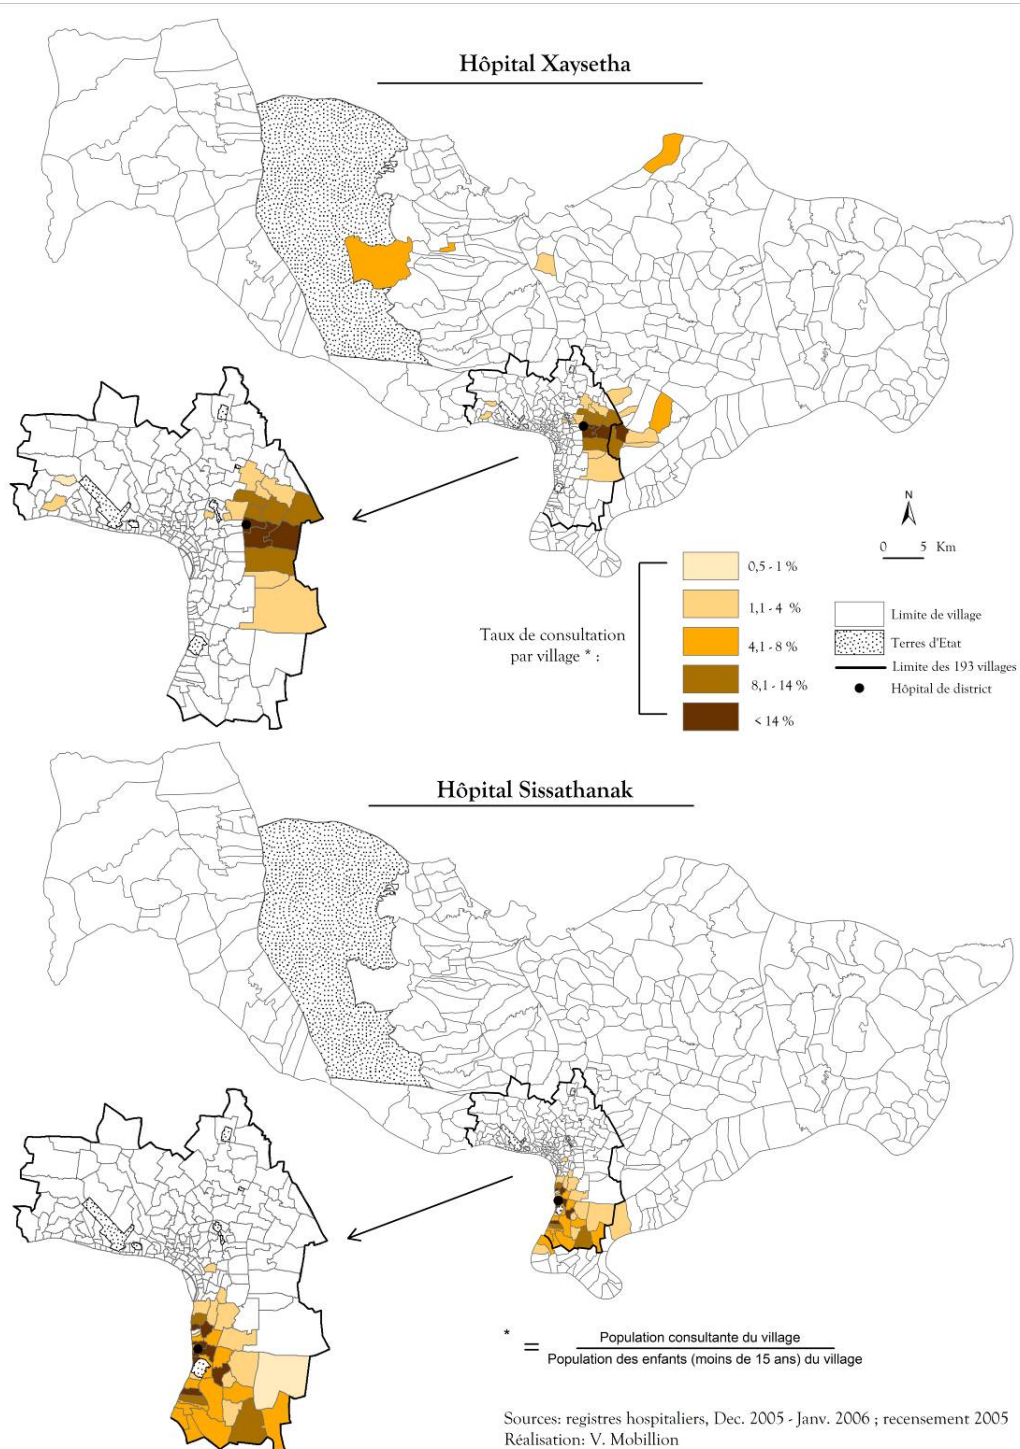 Hôpital Xaysetha
N
0 5 Km
Taux de consultation
par village * :
0,5 - 1 %
1,1 - 4 %
4,1 - 8 %
8,1 - 14 %
< 14 %
Limite de village
Terres d'Etat
Limite des 193 villages
Hôpital de district
Hôpital Sissathanak
* = Population consultante du village
Population des enfants (moins de 15 ans) du village
Sources: registres hospitaliers, Dec. 2005 - Janv. 2006 ; recensement 2005
Réalisation: V. Mobillion